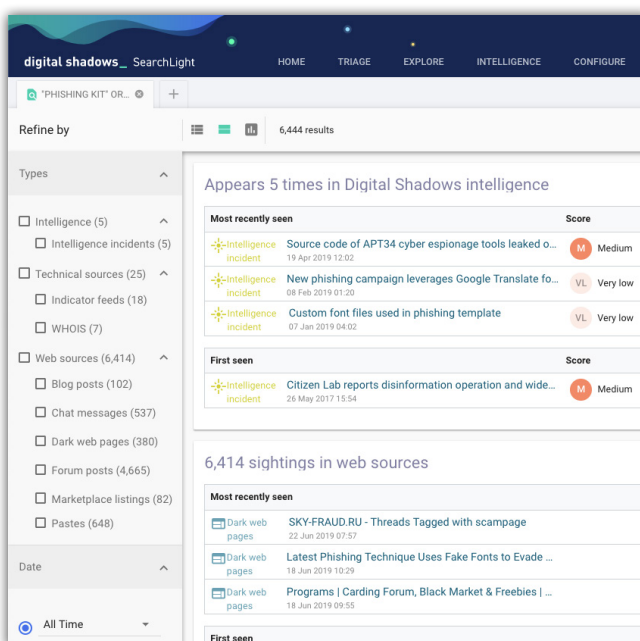 digital shadows_ SearchLight
HOME TRIAGE EXPLORE INTELLIGENCE CONFIGURE
"PHISHING KIT" OR...
Refine by
6,444 results
Types
Intelligence (5)
Intelligence incidents (5)
Technical sources (25)
Indicator feeds (18)
WHOIS (7)
Web sources (6,414)
Blog posts (102)
Chat messages (537)
Dark web pages (380)
Forum posts (4,665)
Marketplace listings (82)
Pastes (648)
Date
All Time
Appears 5 times in Digital Shadows intelligence
Most recently seen Score
Intelligence Source code of APT34 cyber espionage tools leaked o... M Medium
incident 19 Apr 2019 12:02
Intelligence New phishing campaign leverages Google Translate fo... VL Very low
incident 08 Feb 2019 01:20
Intelligence Custom font files used in phishing template VL Very low
incident 07 Jan 2019 04:02
First seen Score
Intelligence Citizen Lab reports disinformation operation and wide... M Medium
incident 26 May 2017 15:54
6,414 sightings in web sources
Most recently seen
Dark web SKY-FRAUD.RU - Threads Tagged with scampage
pages 22 Jun 2019 07:57
Dark web Latest Phishing Technique Uses Fake Fonts to Evade ...
pages 18 Jun 2019 10:29
Dark web Programs | Carding Forum, Black Market & Freebies | ...
pages 18 Jun 2019 09:55
First seen